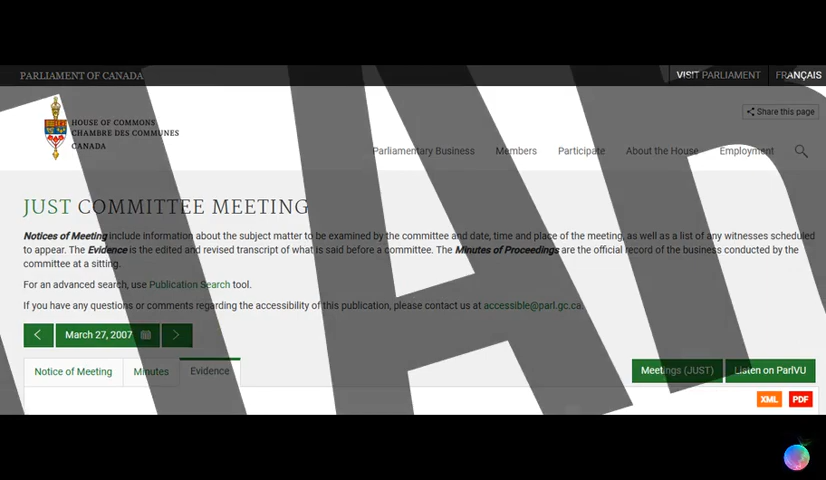 PARLIAMENT OF CANADA
VISIT PARLIAMENT
FRANÇAIS
HOUSE OF COMMONS
CHAMBRE DES COMMUNES
CANADA
Share this page
Parliamentary Business
Members
Participate
About the House
Employment
JUST COMMITTEE MEETING
Notices of Meeting include information about the subject matter to be examined by the committee and date, time and place of the meeting, as well as a list of any witnesses scheduled
to appear. The Evidence is the edited and revised transcript of what is said before a committee. The Minutes of Proceedings are the official record of the business conducted by the
committee at a sitting.
For an advanced search, use Publication Search tool.
If you have any questions or comments regarding the accessibility of this publication, please contact us at accessible@parl.gc.ca.
March 27, 2007
Notice of Meeting
Minutes
Evidence
Meetings (JUST)
Listen on ParlVU
XML
PDF